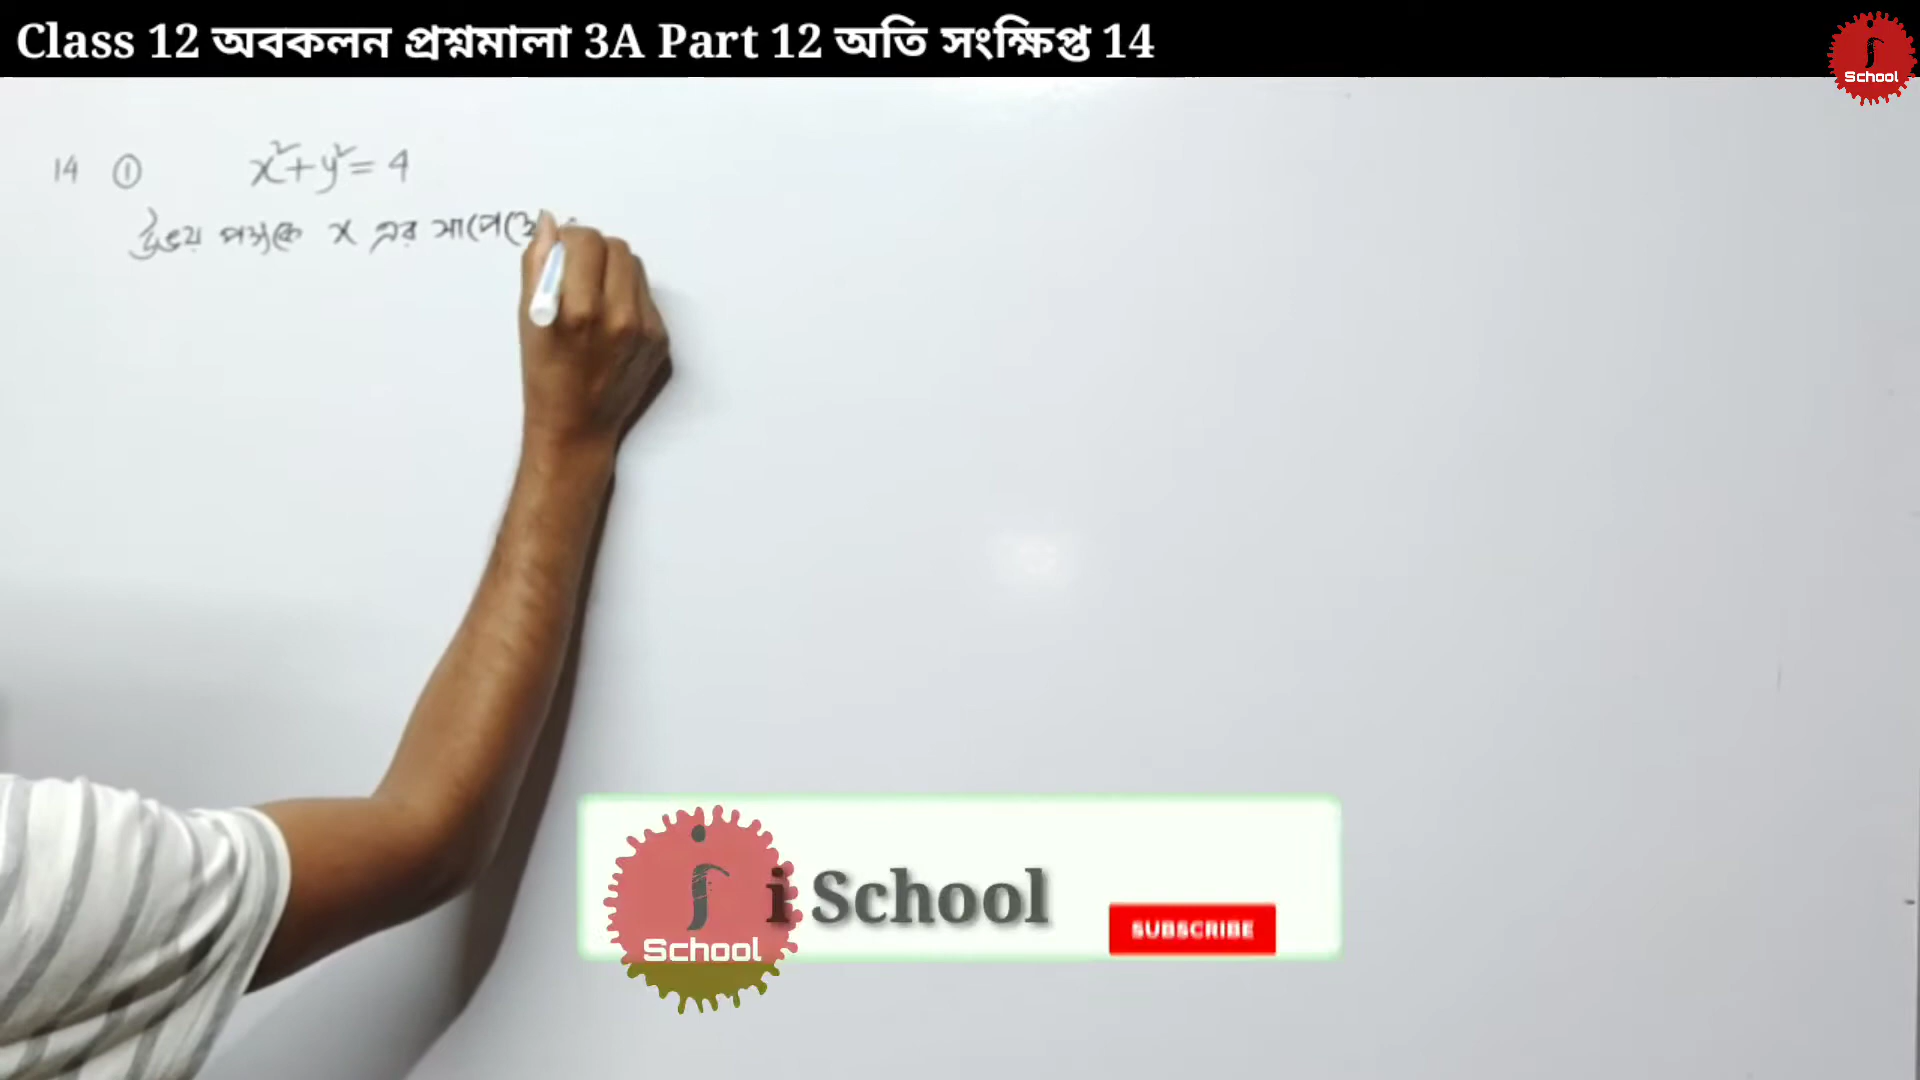 Class 12 অবকলন প্রশ্নমালা 3A Part 12 অতি সংক্ষিপ্ত 14
School
14 ① x²+y²= 4
উভয় পক্ষকে x এর সাপেক্ষে
i School
School
SUBSCRIBE